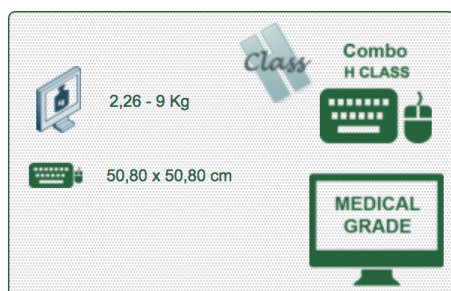 H Class
Combo
H CLASS
2,26 - 9 Kg
50,80 x 50,80 cm
MEDICAL
GRADE